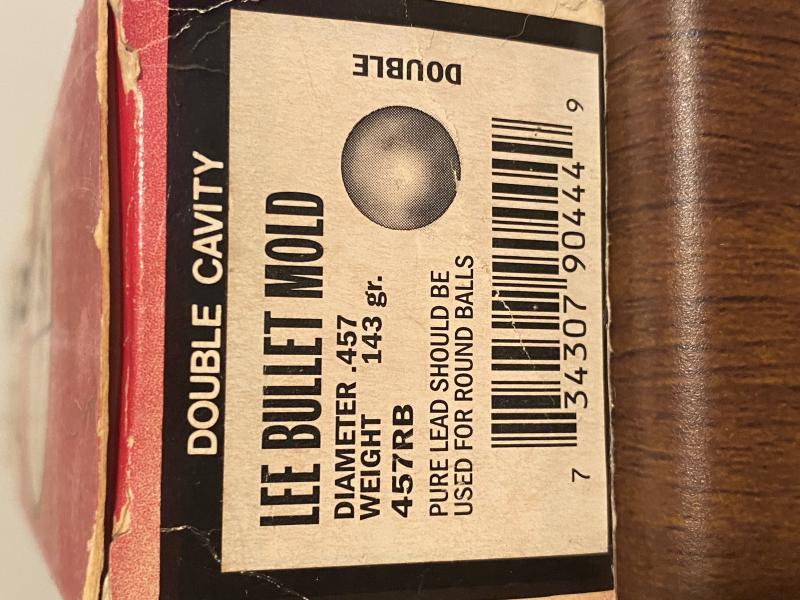 DOUBLE CAVITY
LEE BULLET MOLD
DIAMETER .457
WEIGHT 143 gr.
457RB
DOUBLE
PURE LEAD SHOULD BE
USED FOR ROUND BALLS
7 34307 90444 9